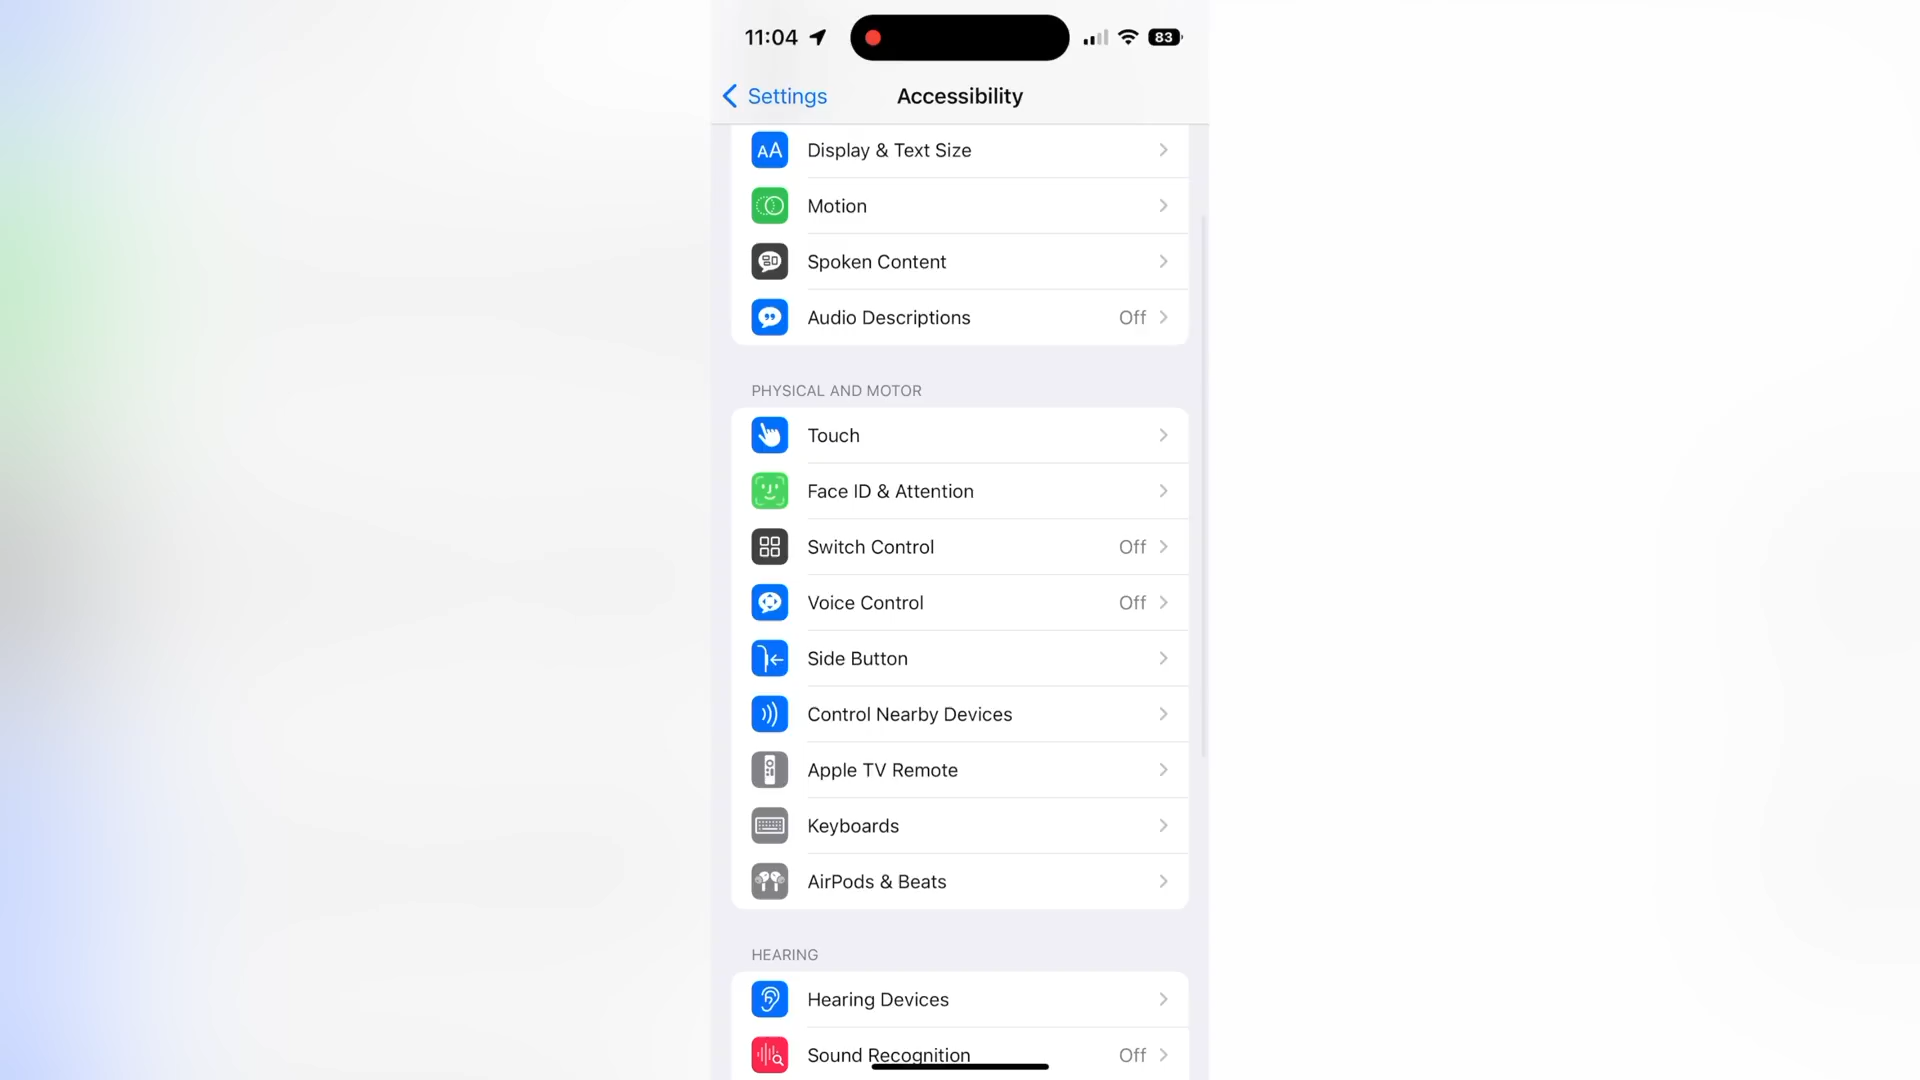 11:04
83
Settings
Accessibility
AA
Display & Text Size
Motion
Spoken Content
Audio Descriptions
Off
PHYSICAL AND MOTOR
Touch
Face ID & Attention
Switch Control
Off
Voice Control
Off
Side Button
Control Nearby Devices
Apple TV Remote
Keyboards
AirPods & Beats
HEARING
Hearing Devices
Sound Recognition
Off